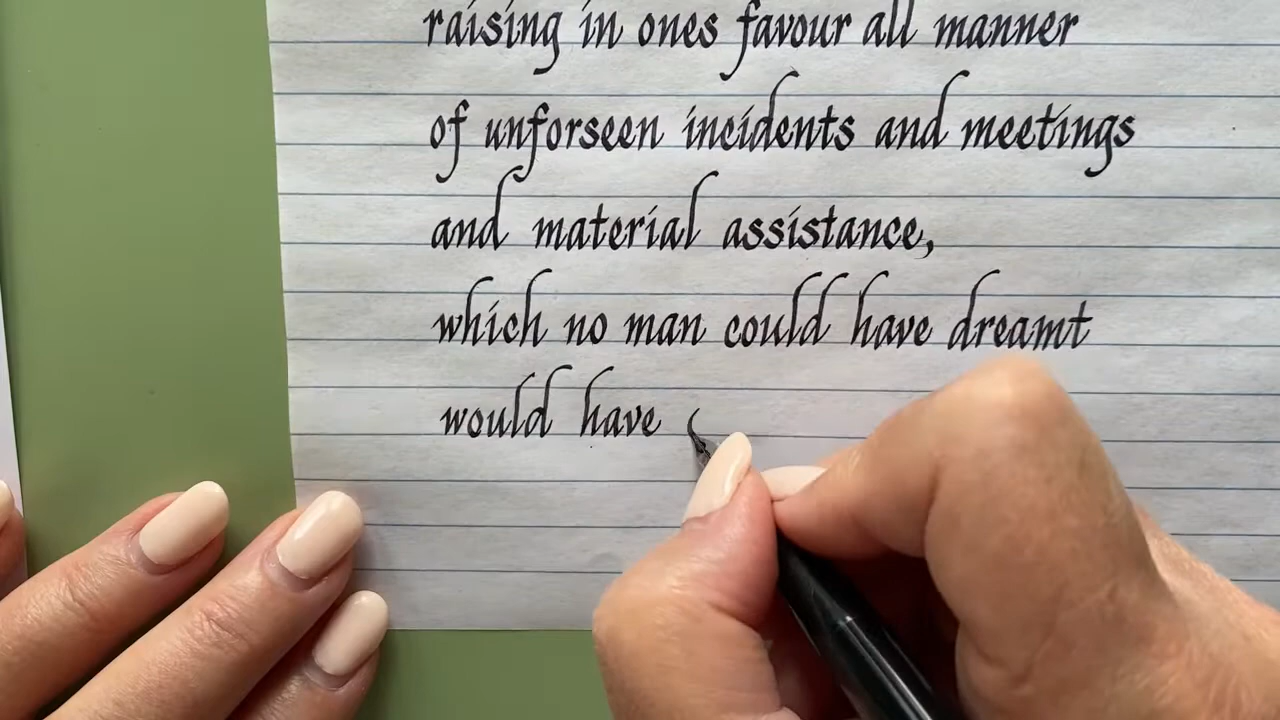 raising in ones favour all manner
of unforseen incidents and meetings
and material assistance,
which no man could have dreamt
would have